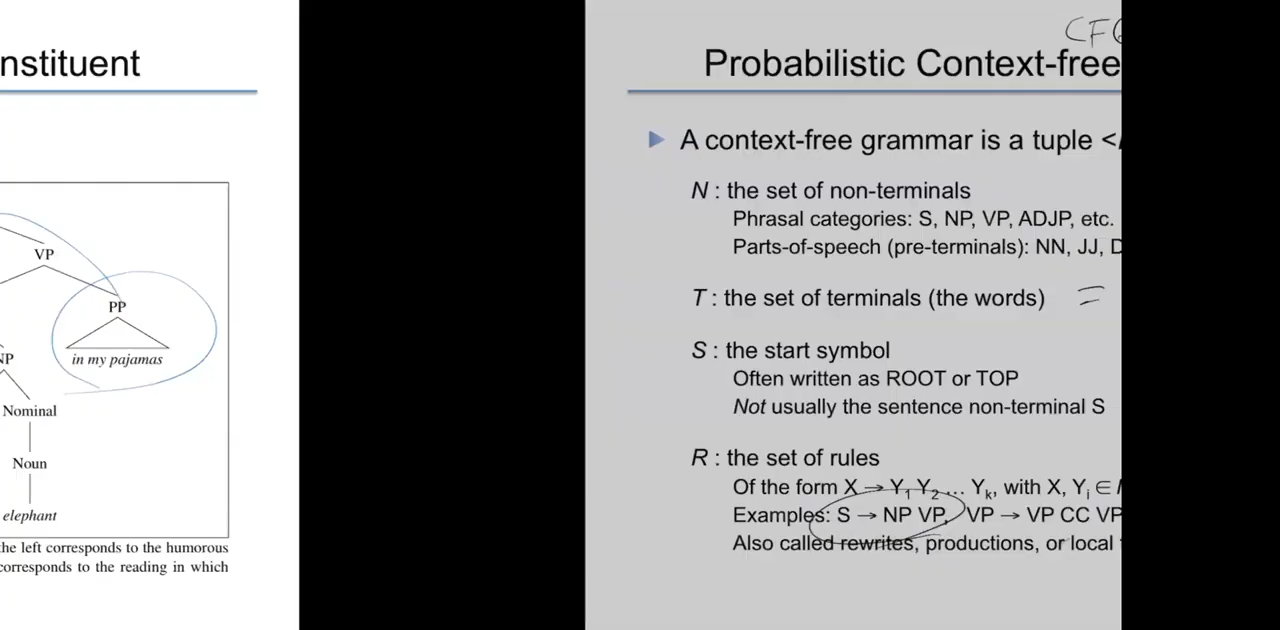 nstituent
VP
PP
in my pajamas
NP
Nominal
Noun
elephant
the left corresponds to the humorous
corresponds to the reading in which
CFG
Probabilistic Context-free
A context-free grammar is a tuple <
N : the set of non-terminals
Phrasal categories: S, NP, VP, ADJP, etc.
Parts-of-speech (pre-terminals): NN, JJ, D
T : the set of terminals (the words)
S : the start symbol
Often written as ROOT or TOP
Not usually the sentence non-terminal S
R : the set of rules
Of the form X → Y₁ Y₂ … Yₖ, with X, Yᵢ ∈
Examples: S → NP VP, VP → VP CC VP
Also called rewrites, productions, or local